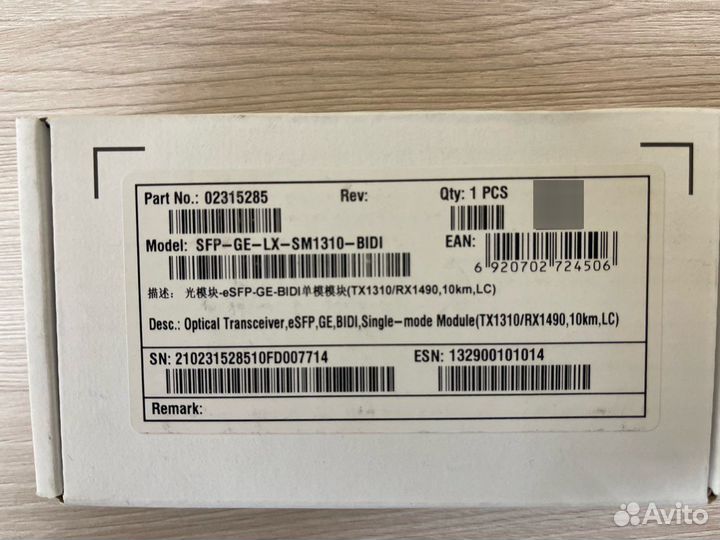 Part No.: 02315285 Rev: Qty: 1 PCS
Model: SFP-GE-LX-SM1310-BIDI EAN:
6 920702 724506
描述: 光模块-eSFP-GE-BIDI单模模块(TX1310/RX1490,10km,LC)
Desc.: Optical Transceiver,eSFP,GE,BIDI,Single-mode Module(TX1310/RX1490,10km,LC)
SN: 210231528510FD007714 ESN: 132900101014
Remark:
Avito